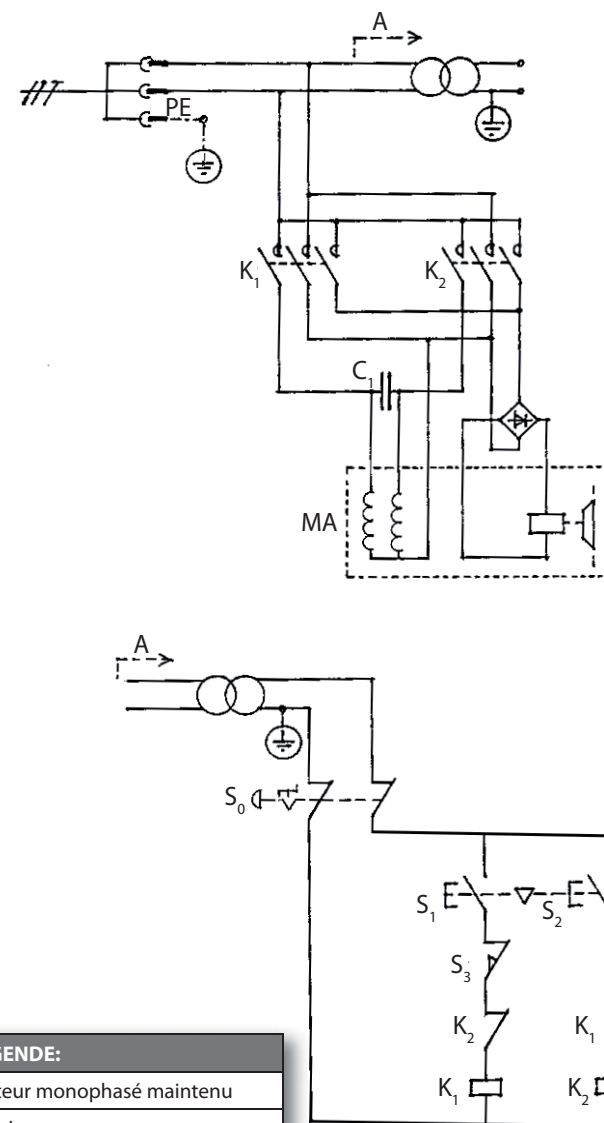 A
PE
K1
K2
C1
MA
A
S0
S1
S2
S3
K2
K1
K1
K2
GENDE:
teur monophasé maintenu